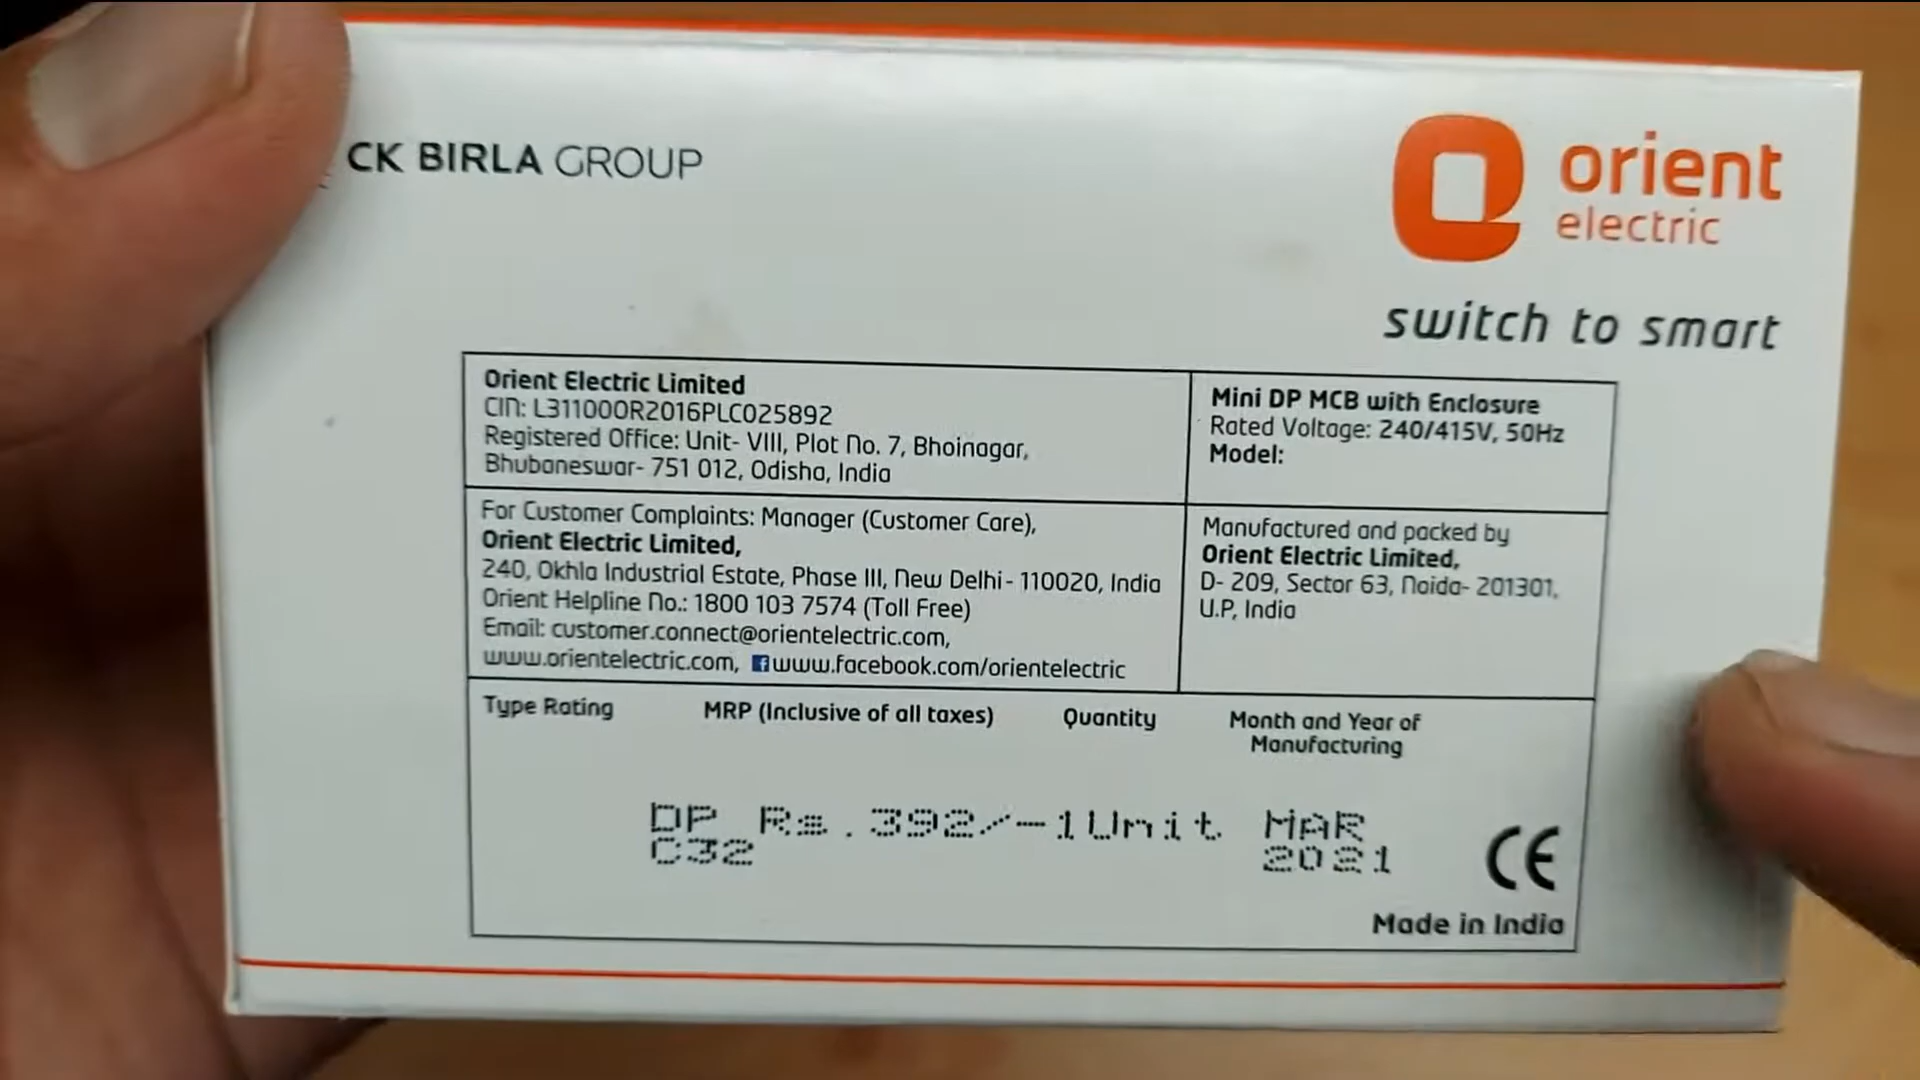 CK BIRLA GROUP
orient
electric
switch to smart
Orient Electric Limited
CIN: L31100OR2016PLC025892
Registered Office: Unit- VIII, Plot No. 7, Bhoinagar,
Bhubaneswar- 751 012, Odisha, India
Mini DP MCB with Enclosure
Rated Voltage: 240/415V, 50Hz
Model:
For Customer Complaints: Manager (Customer Care),
Orient Electric Limited,
240, Okhla Industrial Estate, Phase III, New Delhi- 110020, India
Orient Helpline No.: 1800 103 7574 (Toll Free)
Email: customer.connect@orientelectric.com,
www.orientelectric.com, f www.facebook.com/orientelectric
Manufactured and packed by
Orient Electric Limited,
D- 209, Sector 63, Noida- 201301,
U.P, India
Type Rating MRP (Inclusive of all taxes) Quantity Month and Year of
Manufacturing
DP Rs.392/-1Unit MAR
C32 2021
CE
Made in India